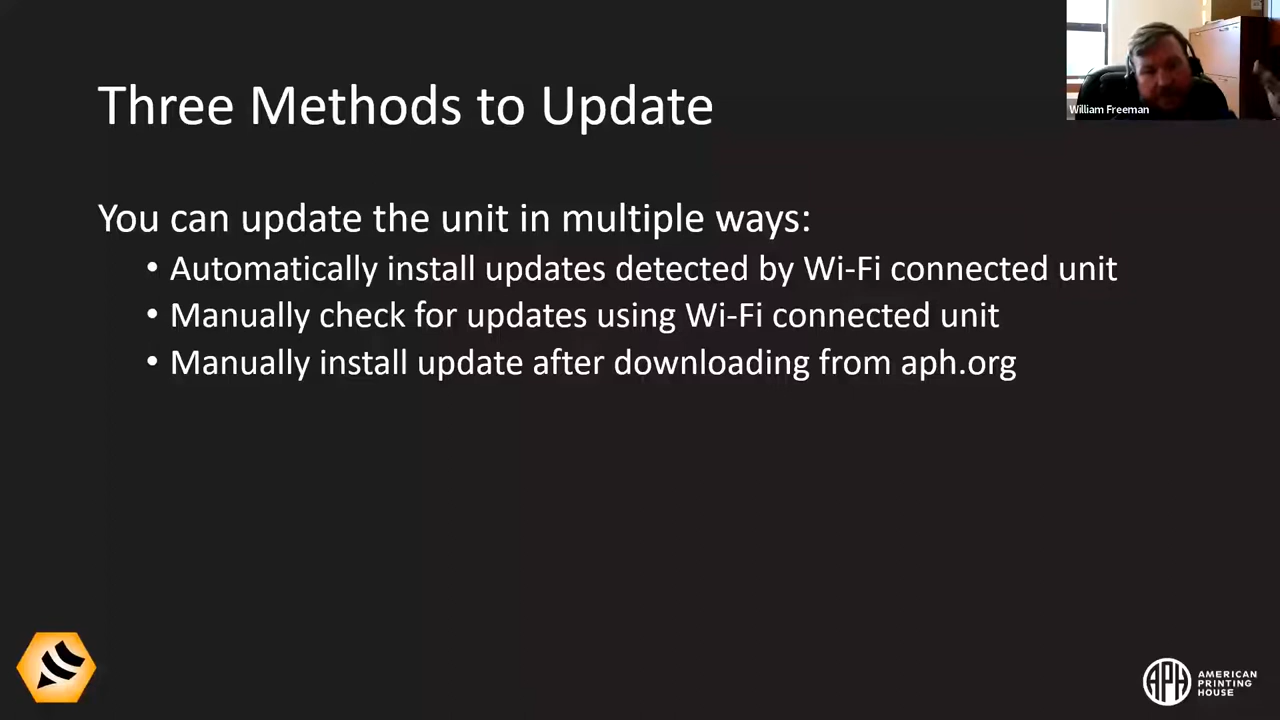 William Freeman
Three Methods to Update
You can update the unit in multiple ways:
• Automatically install updates detected by Wi-Fi connected unit
• Manually check for updates using Wi-Fi connected unit
• Manually install update after downloading from aph.org
APH
AMERICAN
PRINTING
HOUSE